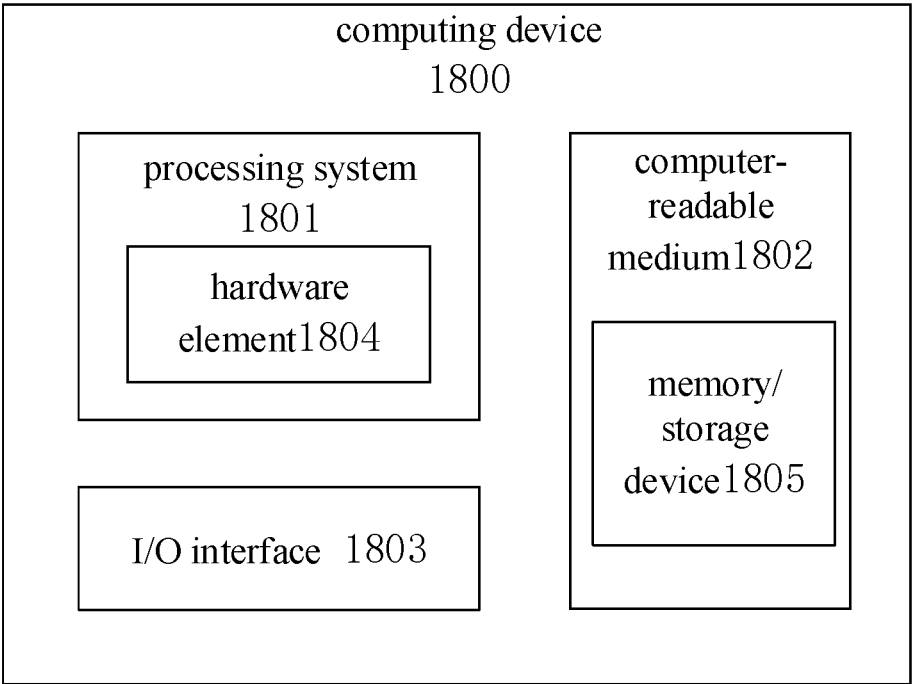 computing device
1800
processing system
1801
hardware
element1804
I/O interface 1803
computer-
readable
medium1802
memory/
storage
device1805